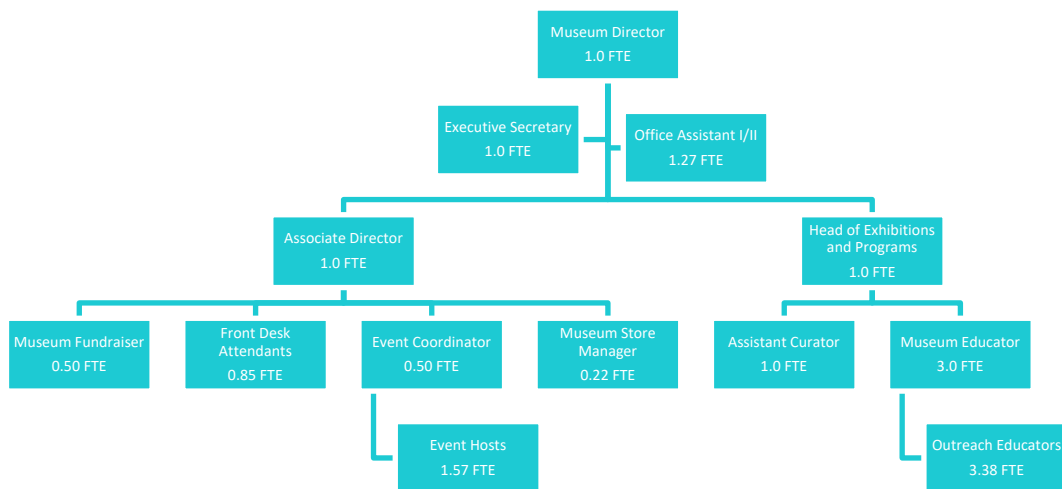 Museum Director
1.0 FTE
Executive Secretary
1.0 FTE
Office Assistant I/II
1.27 FTE
Associate Director
1.0 FTE
Head of Exhibitions
and Programs
1.0 FTE
Museum Fundraiser
0.50 FTE
Front Desk
Attendants
0.85 FTE
Event Coordinator
0.50 FTE
Museum Store
Manager
0.22 FTE
Assistant Curator
1.0 FTE
Museum Educator
3.0 FTE
Event Hosts
1.57 FTE
Outreach Educators
3.38 FTE